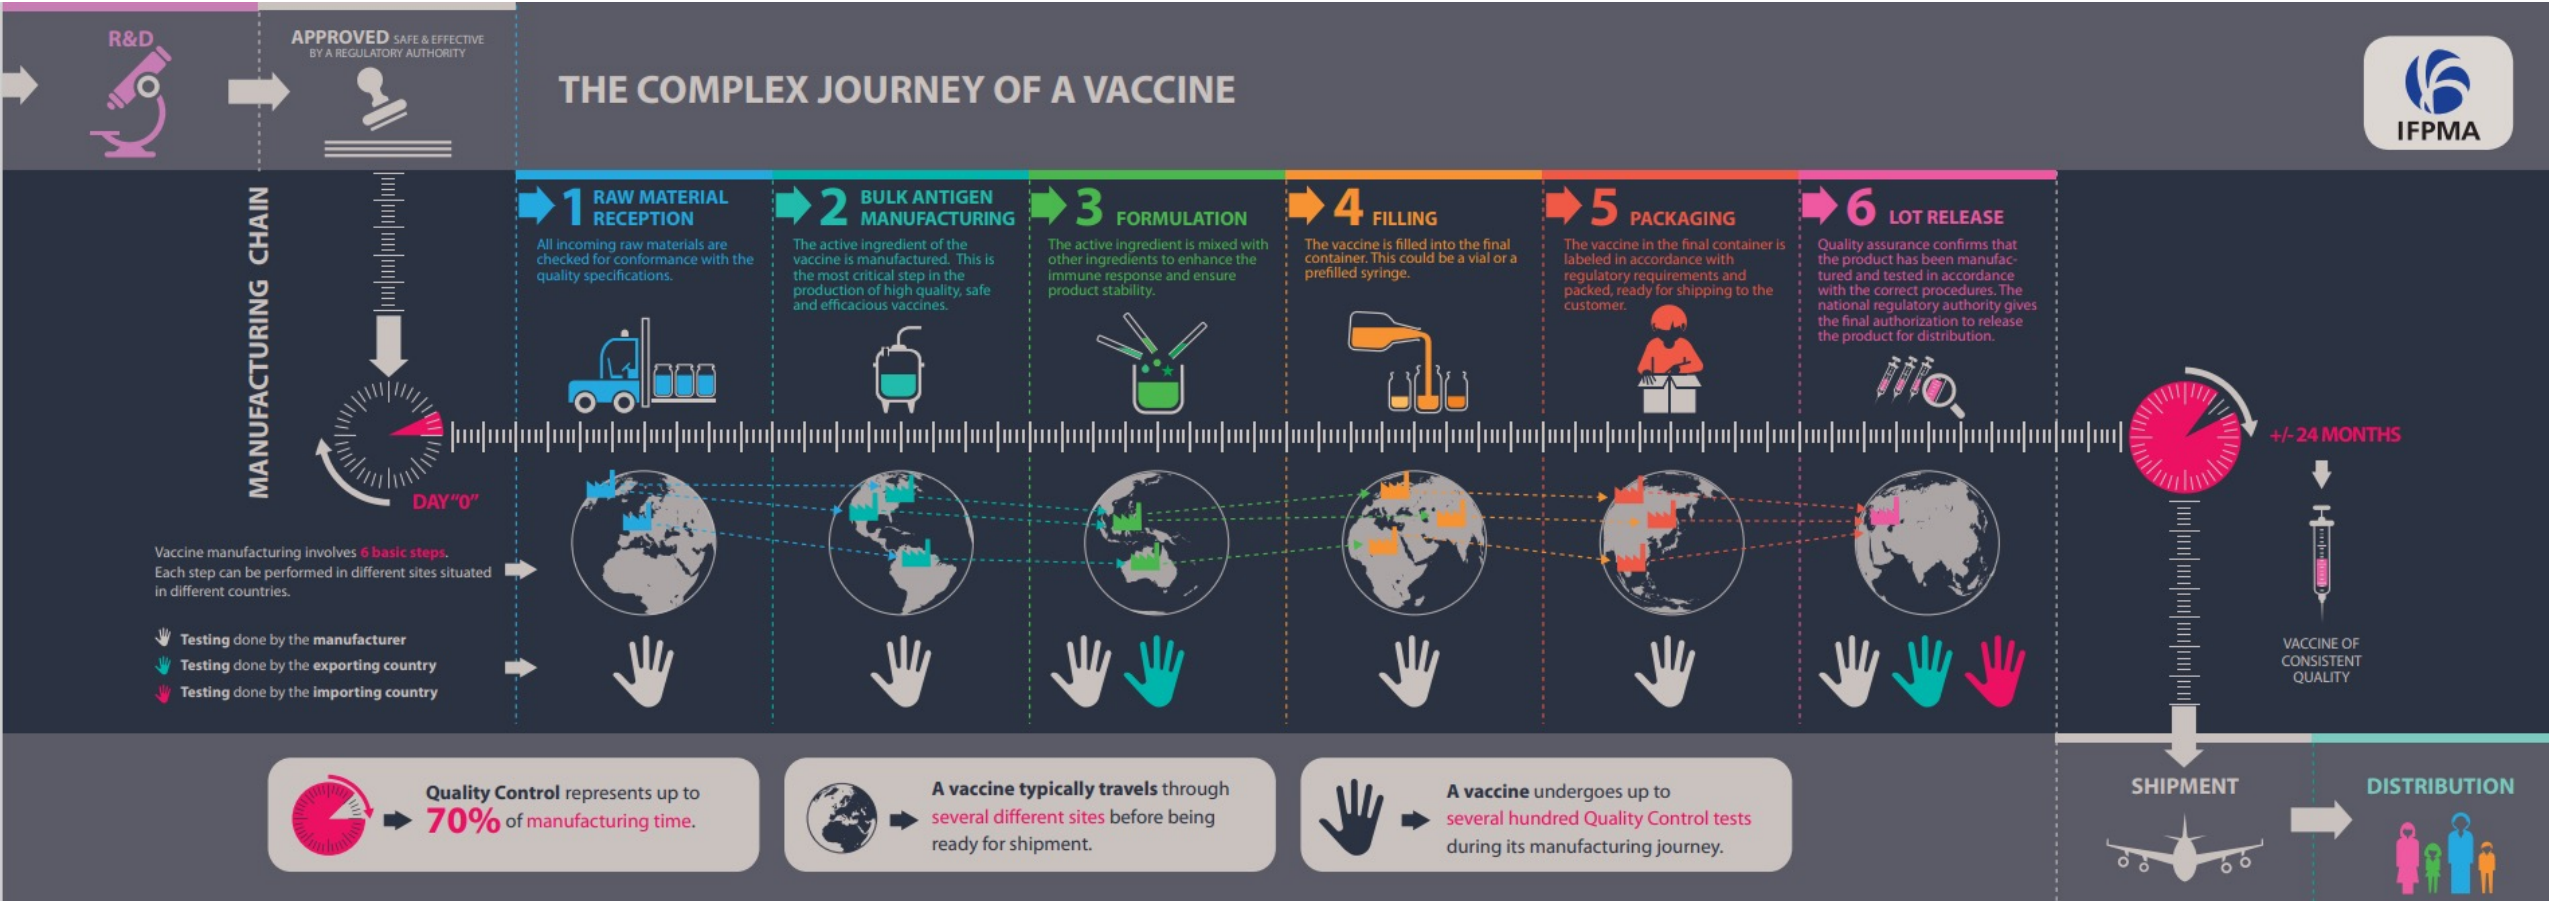 R&D
APPROVED SAFE & EFFECTIVE
BY A REGULATORY AUTHORITY
THE COMPLEX JOURNEY OF A VACCINE
IFPMA
MANUFACTURING CHAIN
1 RAW MATERIAL
RECEPTION
All incoming raw materials are
checked for conformance with the
quality specifications.
2 BULK ANTIGEN
MANUFACTURING
The active ingredient of the
vaccine is manufactured. This is
the most critical step in the
production of high quality, safe
and efficacious vaccines.
3 FORMULATION
The active ingredient is mixed with
other ingredients to enhance the
immune response and ensure
product stability.
4 FILLING
The vaccine is filled into the final
container. This could be a vial or a
prefilled syringe.
5 PACKAGING
The vaccine in the final container is
labeled in accordance with
regulatory requirements and
packed, ready for shipping to the
customer.
6 LOT RELEASE
Quality assurance confirms that
the product has been manufac-
tured and tested in accordance
with the correct procedures. The
national regulatory authority gives
the final authorization to release
the product for distribution.
DAY “0”
+/- 24 MONTHS
Vaccine manufacturing involves 6 basic steps.
Each step can be performed in different sites situated
in different countries.
Testing done by the manufacturer
Testing done by the exporting country
Testing done by the importing country
VACCINE OF
CONSISTENT
QUALITY
Quality Control represents up to
70% of manufacturing time.
A vaccine typically travels through
several different sites before being
ready for shipment.
A vaccine undergoes up to
several hundred Quality Control tests
during its manufacturing journey.
SHIPMENT
DISTRIBUTION